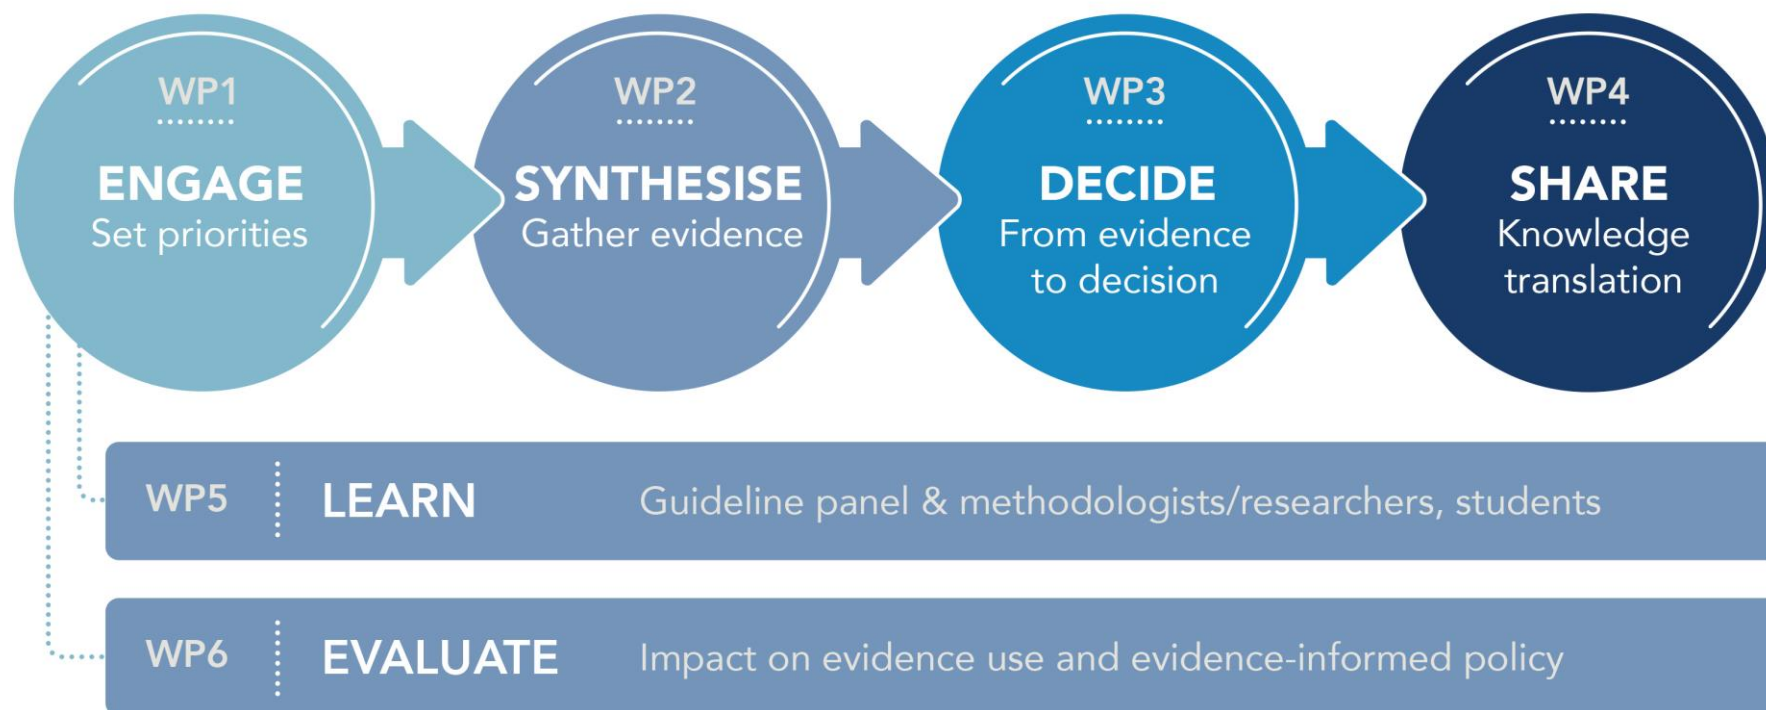 WP1
ENGAGE
Set priorities
WP2
SYNTHESISE
Gather evidence
WP3
DECIDE
From evidence
to decision
WP4
SHARE
Knowledge
translation
WP5 LEARN Guideline panel & methodologists/researchers, students
WP6 EVALUATE Impact on evidence use and evidence-informed policy